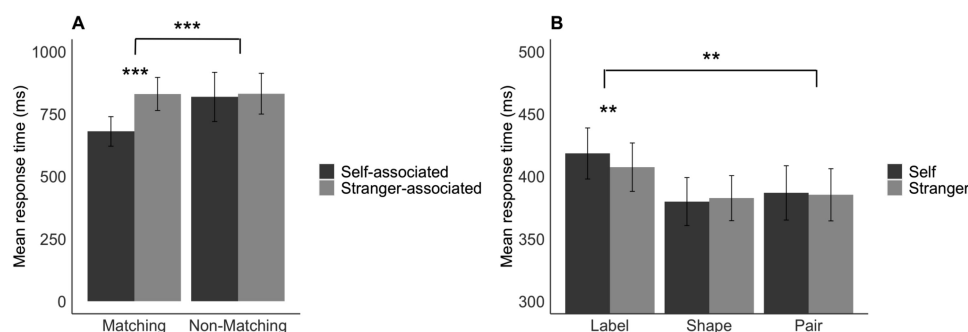 A
***
***
Mean response time (ms)
1000
750
500
250
0
Matching
Non-Matching
Self-associated
Stranger-associated
B
**
**
Mean response time (ms)
500
450
400
350
300
Label
Shape
Pair
Self
Stranger